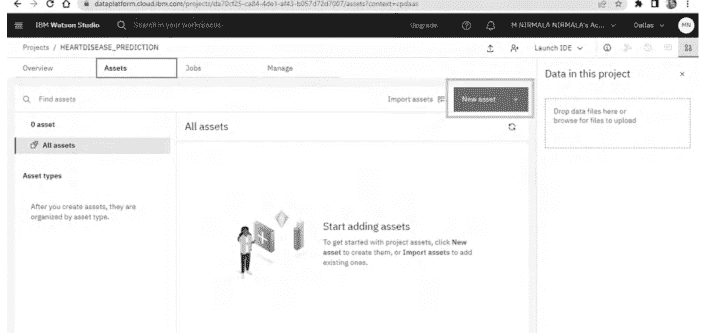 dataplatform.cloud.ibm.com/projects/da70cf25-ca84-4de1-af43-b057d72d7007/assets?context=cpdaas
IBM Watson Studio
Search in your workspaces
Upgrade
M NIRMALA NIRMALA's Ac...
Dallas
MN
Projects / HEARTDISEASE_PREDICTION
Launch IDE
Overview
Assets
Jobs
Manage
Data in this project
Find assets
Import assets
New asset +
Drop data files here or
browse for files to upload
0 asset
All assets
All assets
Asset types
After you create assets, they are
organized by asset type.
Start adding assets
To get started with project assets, click New
asset to create them, or Import assets to add
existing ones.